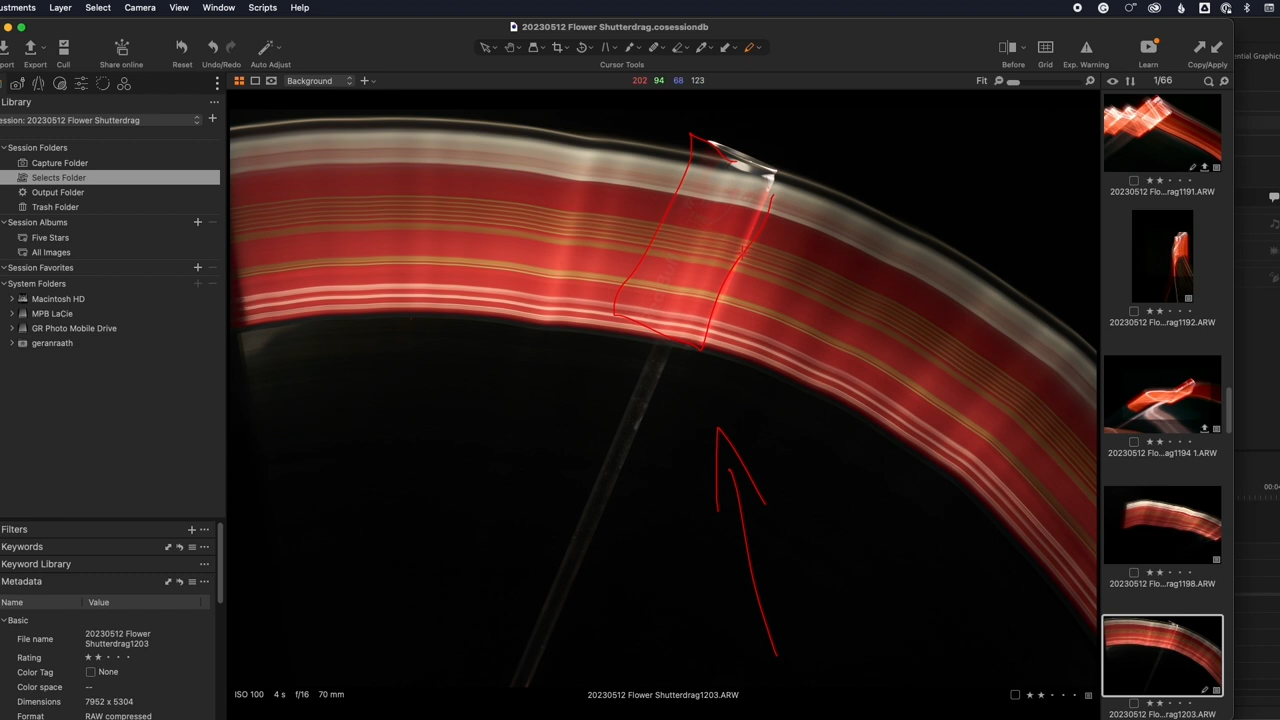 ustments Layer Select Camera View Window Scripts Help
20230512 Flower Shutterdrag.cosessiondb
port Export Cull Share online Reset Undo/Redo Auto Adjust Cursor Tools Before Grid Exp. Warning Learn Copy/Apply
Background 202 94 68 123 Fit 1/66
ential Graphics
Library
ession: 20230512 Flower Shutterdrag
Session Folders
Capture Folder
Selects Folder
Output Folder
Trash Folder
Session Albums
Five Stars
All Images
Session Favorites
System Folders
Macintosh HD
MPB LaCie
GR Photo Mobile Drive
geranraath
Filters
Keywords
Keyword Library
Metadata
Name Value
Basic
File name 20230512 Flower
Shutterdrag1203
Rating
Color Tag None
Color space --
Dimensions 7952 x 5304
Format RAW compressed
ISO 100 4 s f/16 70 mm 20230512 Flower Shutterdrag1203.ARW
20230512 Flo...rag1191.ARW
20230512 Flo...rag1192.ARW
20230512 Flo...ag1194 1.ARW
20230512 Flo...rag1198.ARW
20230512 Flo...rag1203.ARW
00:04